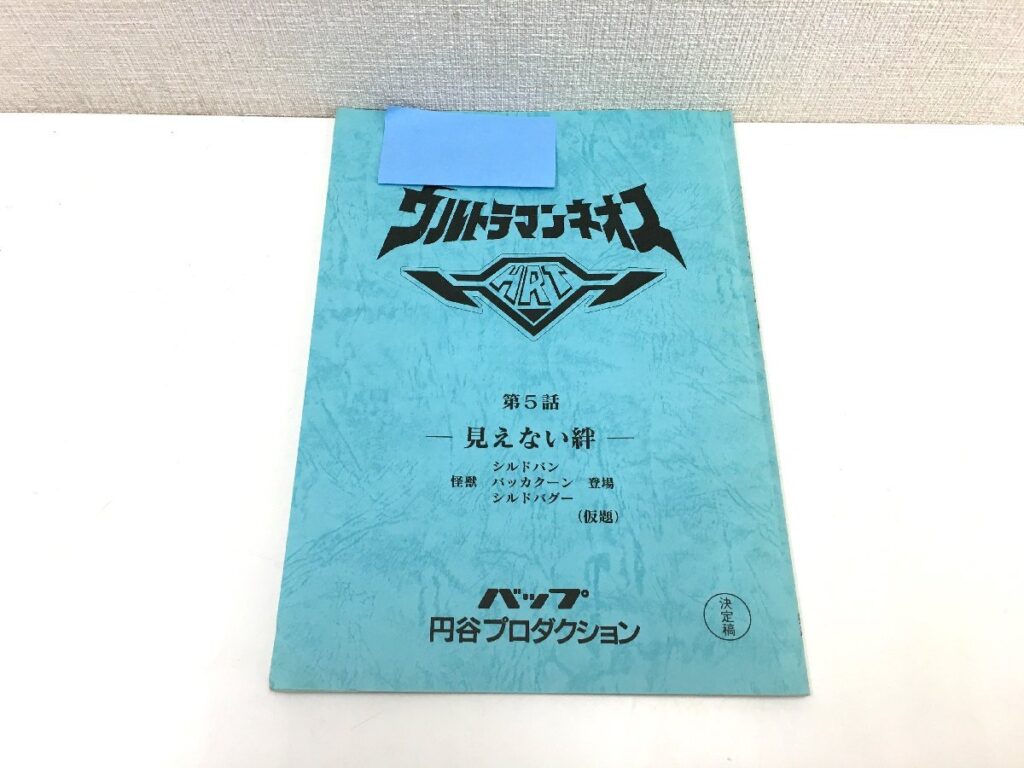 ウルトラマンネオス
HRT
第5話
― 見えない絆 ―
シルドバン
怪獣 バッカクーン 登場
シルドバグー
(仮題)
バップ
円谷プロダクション
決定稿